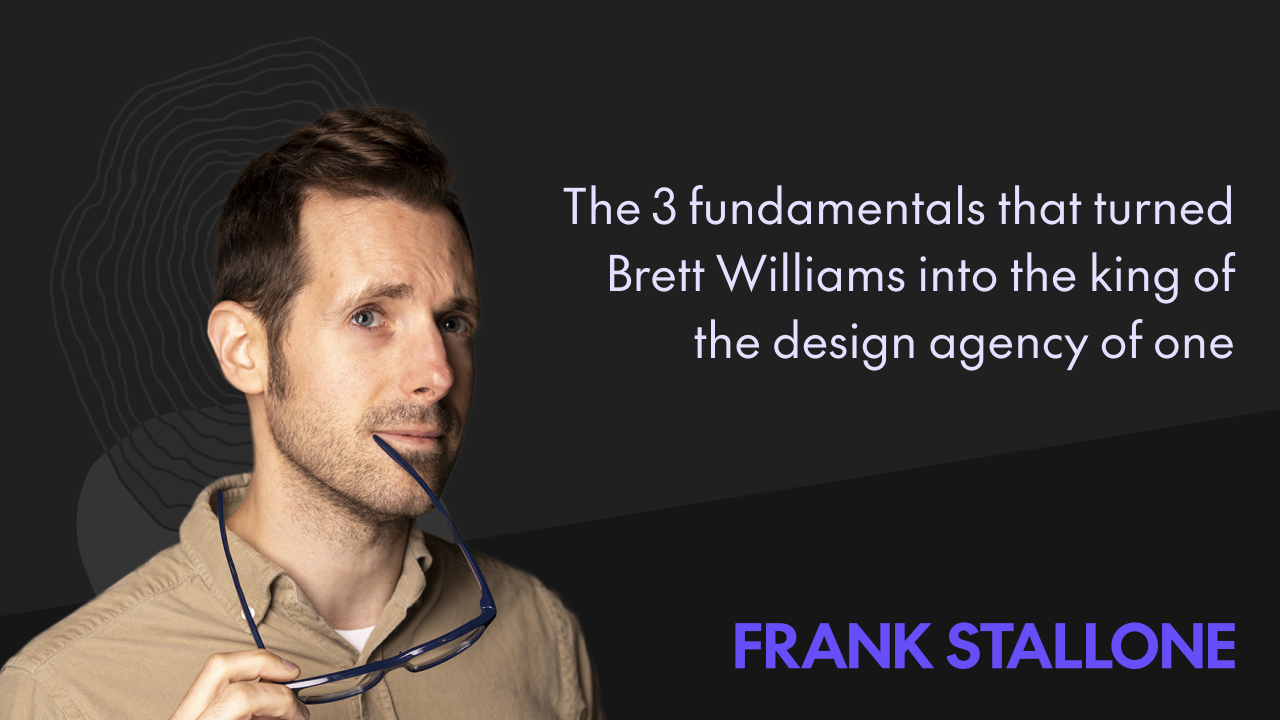 The 3 fundamentals that turned
Brett Williams into the king of
the design agency of one
FRANK STALLONE